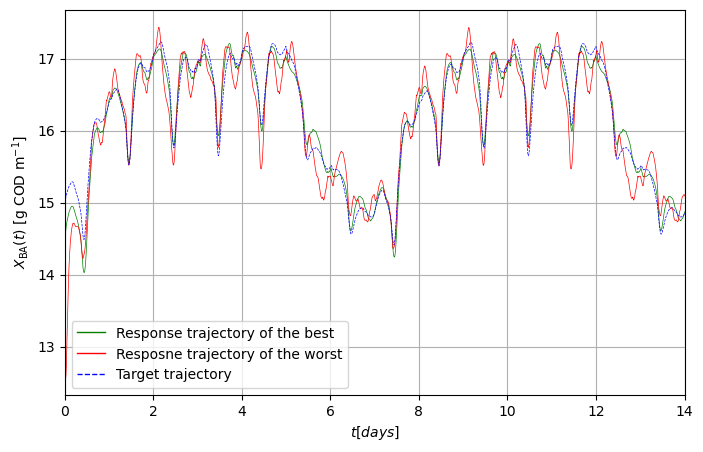 17
16
15
14
13
X_BA(t) [g COD m⁻¹]
Response trajectory of the best
Resposne trajectory of the worst
Target trajectory
0 2 4 6 8 10 12 14
t[days]